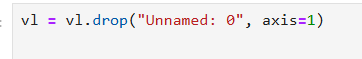 vl = vl.drop("Unnamed: 0", axis=1)